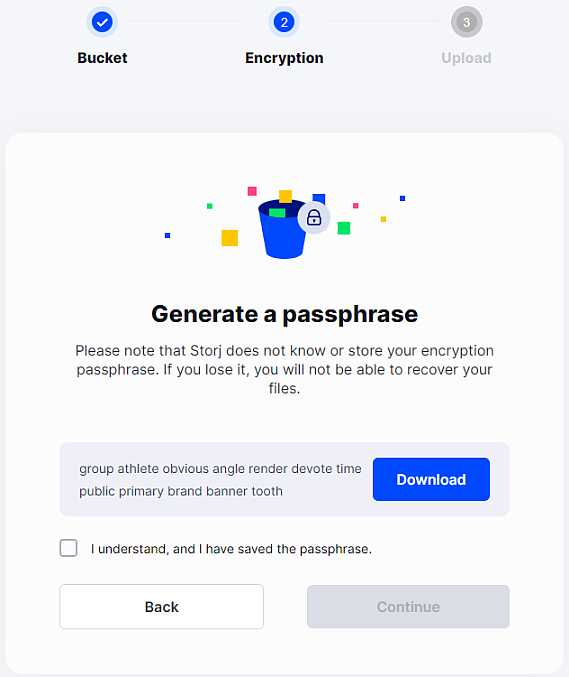 2
3
Bucket
Encryption
Upload
Generate a passphrase
Please note that Storj does not know or store your encryption
passphrase. If you lose it, you will not be able to recover your
files.
group athlete obvious angle render devote time
public primary brand banner tooth
Download
I understand, and I have saved the passphrase.
Back
Continue